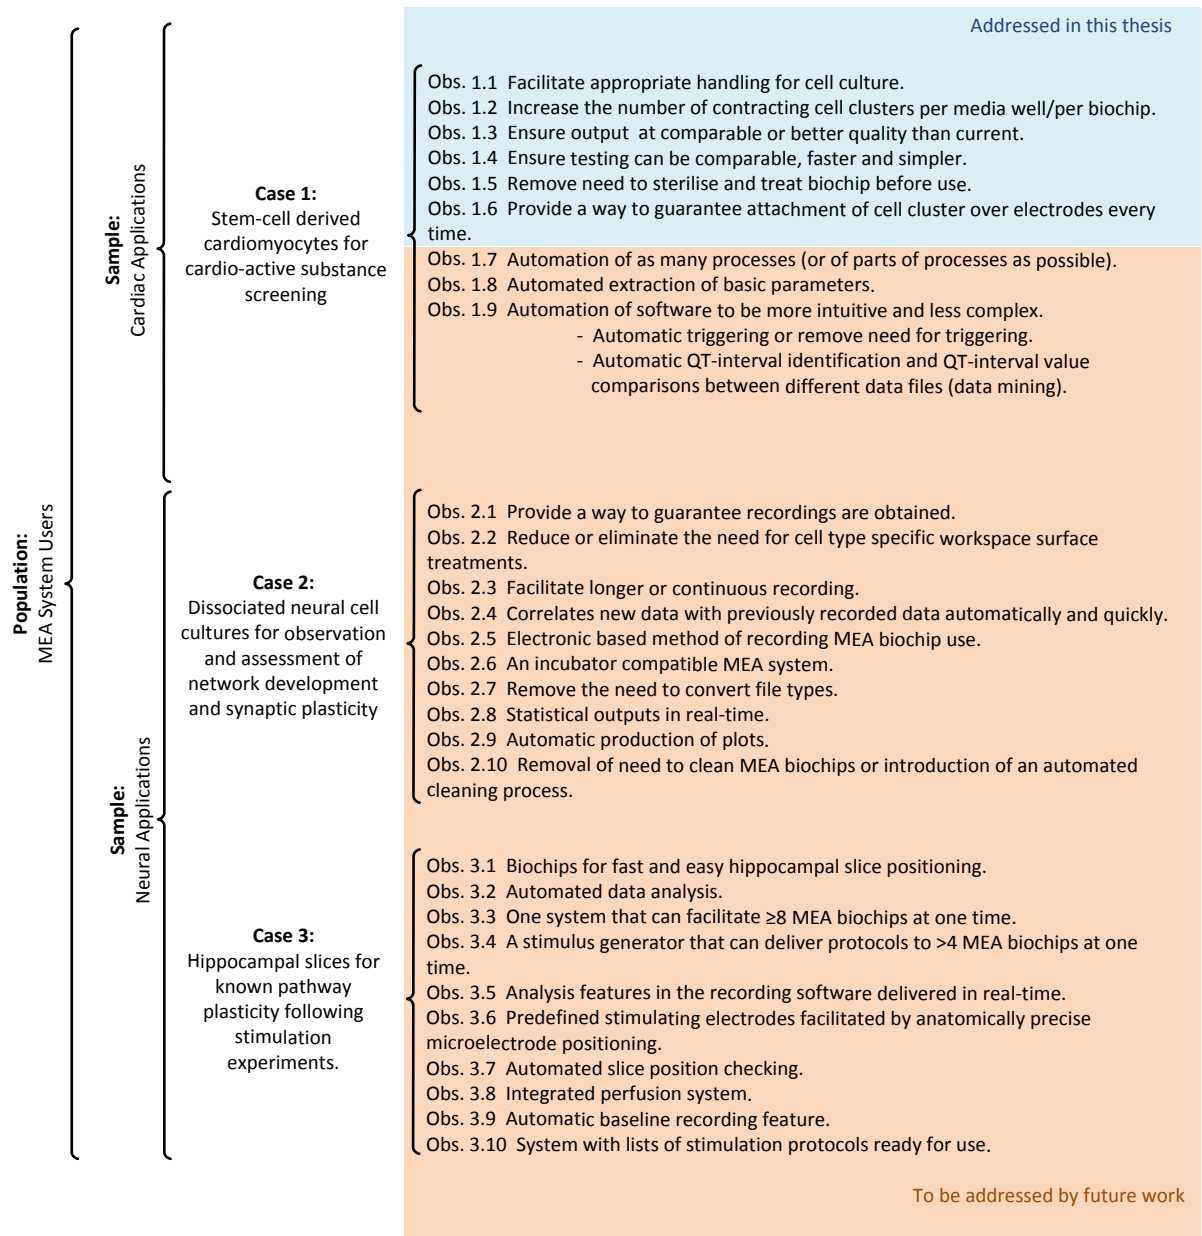 Addressed in this thesis
Population:
MEA System Users
Sample:
Cardiac Applications
Case 1:
Stem-cell derived
cardiomyocytes for
cardio-active substance
screening
Obs. 1.1 Facilitate appropriate handling for cell culture.
Obs. 1.2 Increase the number of contracting cell clusters per media well/per biochip.
Obs. 1.3 Ensure output at comparable or better quality than current.
Obs. 1.4 Ensure testing can be comparable, faster and simpler.
Obs. 1.5 Remove need to sterilise and treat biochip before use.
Obs. 1.6 Provide a way to guarantee attachment of cell cluster over electrodes every
time.
Obs. 1.7 Automation of as many processes (or of parts of processes as possible).
Obs. 1.8 Automated extraction of basic parameters.
Obs. 1.9 Automation of software to be more intuitive and less complex.
- Automatic triggering or remove need for triggering.
- Automatic QT-interval identification and QT-interval value
comparisons between different data files (data mining).
Sample:
Neural Applications
Case 2:
Dissociated neural cell
cultures for observation
and assessment of
network development
and synaptic plasticity
Obs. 2.1 Provide a way to guarantee recordings are obtained.
Obs. 2.2 Reduce or eliminate the need for cell type specific workspace surface
treatments.
Obs. 2.3 Facilitate longer or continuous recording.
Obs. 2.4 Correlates new data with previously recorded data automatically and quickly.
Obs. 2.5 Electronic based method of recording MEA biochip use.
Obs. 2.6 An incubator compatible MEA system.
Obs. 2.7 Remove the need to convert file types.
Obs. 2.8 Statistical outputs in real-time.
Obs. 2.9 Automatic production of plots.
Obs. 2.10 Removal of need to clean MEA biochips or introduction of an automated
cleaning process.
Case 3:
Hippocampal slices for
known pathway
plasticity following
stimulation
experiments.
Obs. 3.1 Biochips for fast and easy hippocampal slice positioning.
Obs. 3.2 Automated data analysis.
Obs. 3.3 One system that can facilitate ≥8 MEA biochips at one time.
Obs. 3.4 A stimulus generator that can deliver protocols to >4 MEA biochips at one
time.
Obs. 3.5 Analysis features in the recording software delivered in real-time.
Obs. 3.6 Predefined stimulating electrodes facilitated by anatomically precise
microelectrode positioning.
Obs. 3.7 Automated slice position checking.
Obs. 3.8 Integrated perfusion system.
Obs. 3.9 Automatic baseline recording feature.
Obs. 3.10 System with lists of stimulation protocols ready for use.
To be addressed by future work